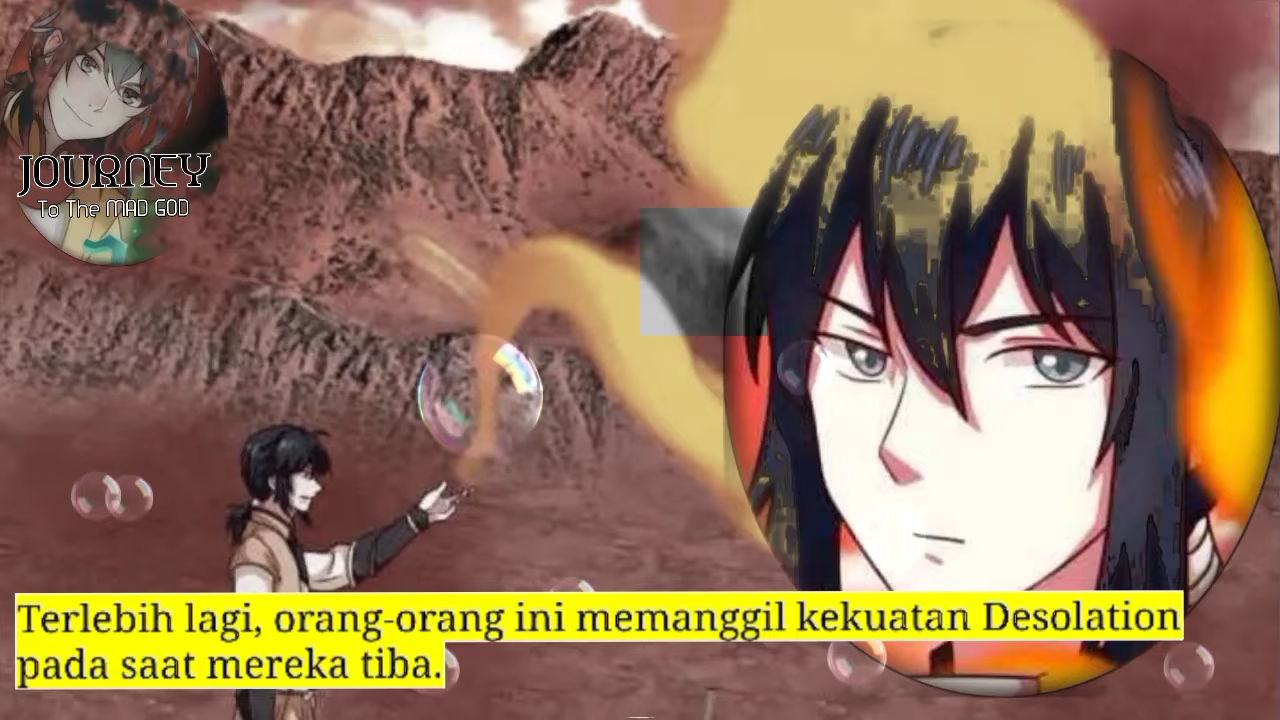 JOURNEY
To The MAD GOD
Terlebih lagi, orang-orang ini memanggil kekuatan Desolation
pada saat mereka tiba.